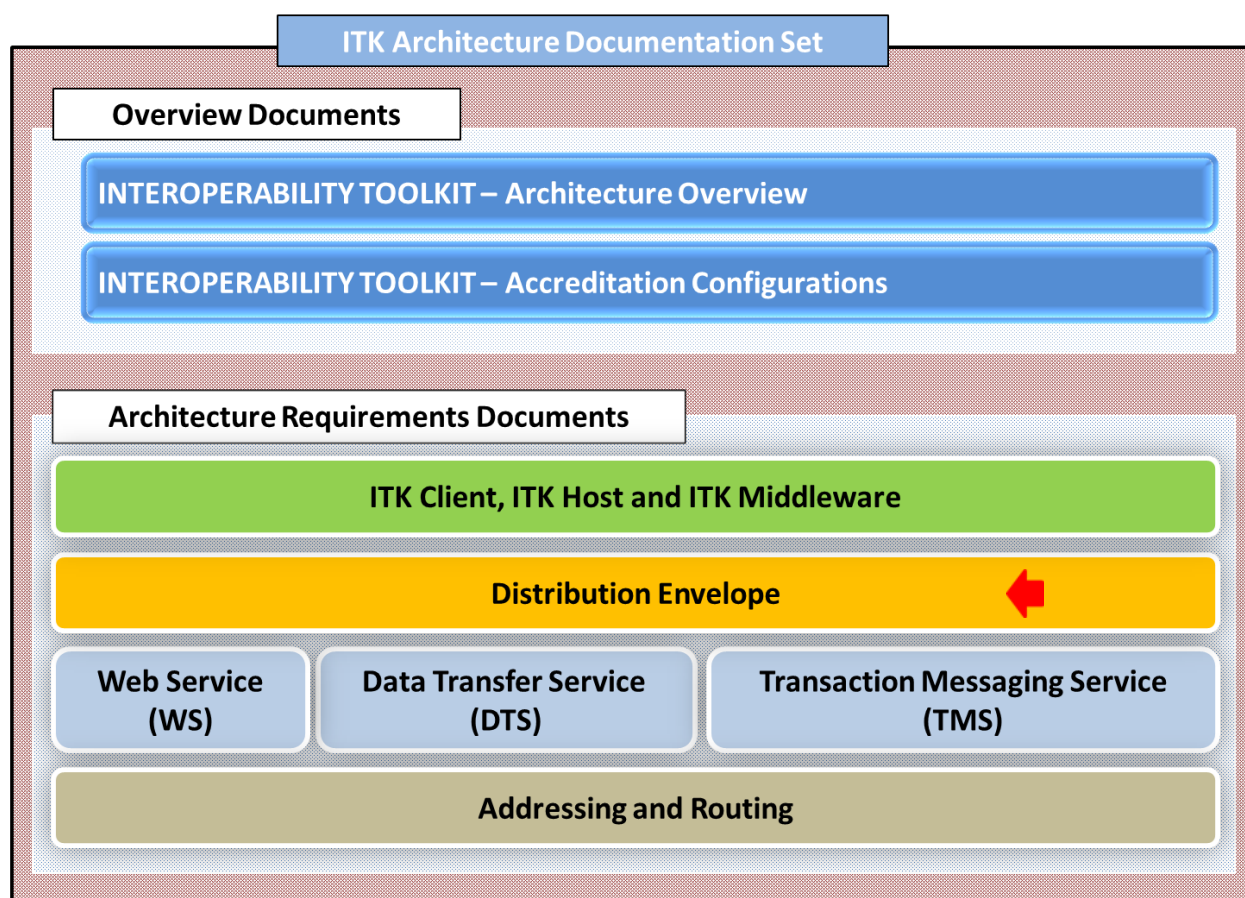 ITK Architecture Documentation Set
Overview Documents
INTEROPERABILITY TOOLKIT – Architecture Overview
INTEROPERABILITY TOOLKIT – Accreditation Configurations
Architecture Requirements Documents
ITK Client, ITK Host and ITK Middleware
Distribution Envelope
Web Service
(WS)
Data Transfer Service
(DTS)
Transaction Messaging Service
(TMS)
Addressing and Routing